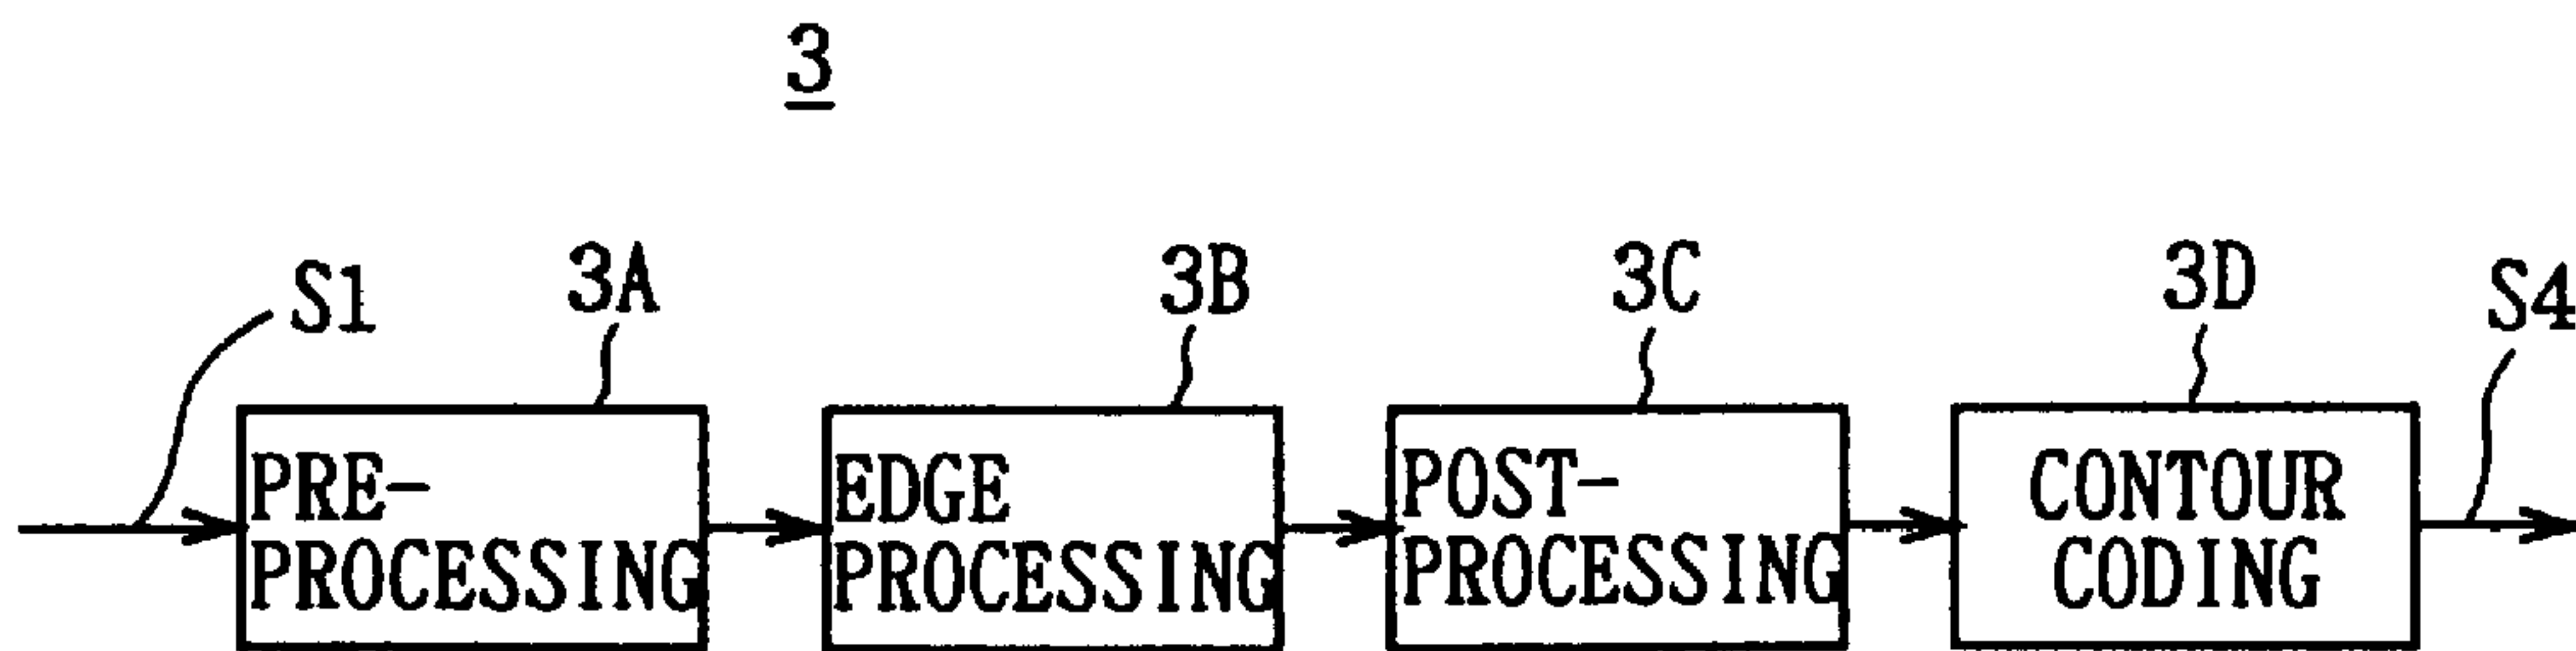 3
S1
3A
3B
3C
3D
S4
PRE-
PROCESSING
EDGE
PROCESSING
POST-
PROCESSING
CONTOUR
CODING